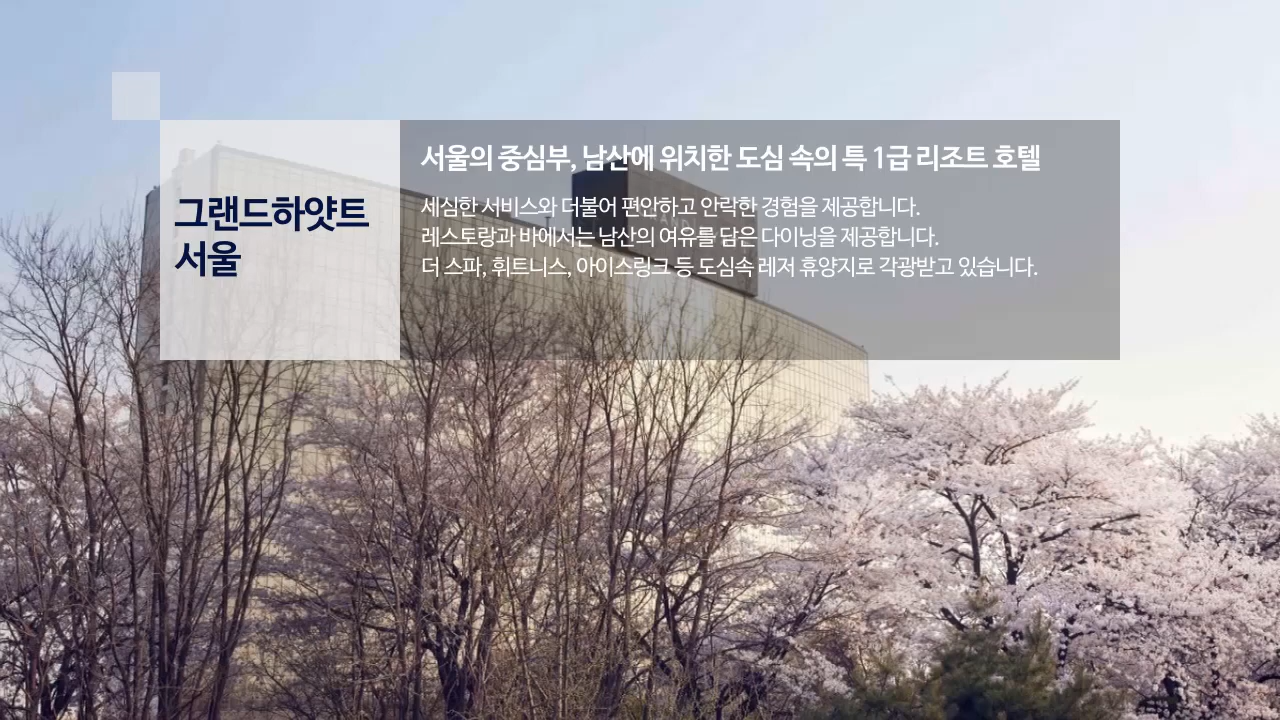 그랜드하얏트
서울
서울의 중심부, 남산에 위치한 도심 속의 특 1급 리조트 호텔
세심한 서비스와 더불어 편안하고 안락한 경험을 제공합니다.
레스토랑과 바에서는 남산의 여유를 담은 다이닝을 제공합니다.
더 스파, 휘트니스, 아이스링크 등 도심속 레저 휴양지로 각광받고 있습니다.